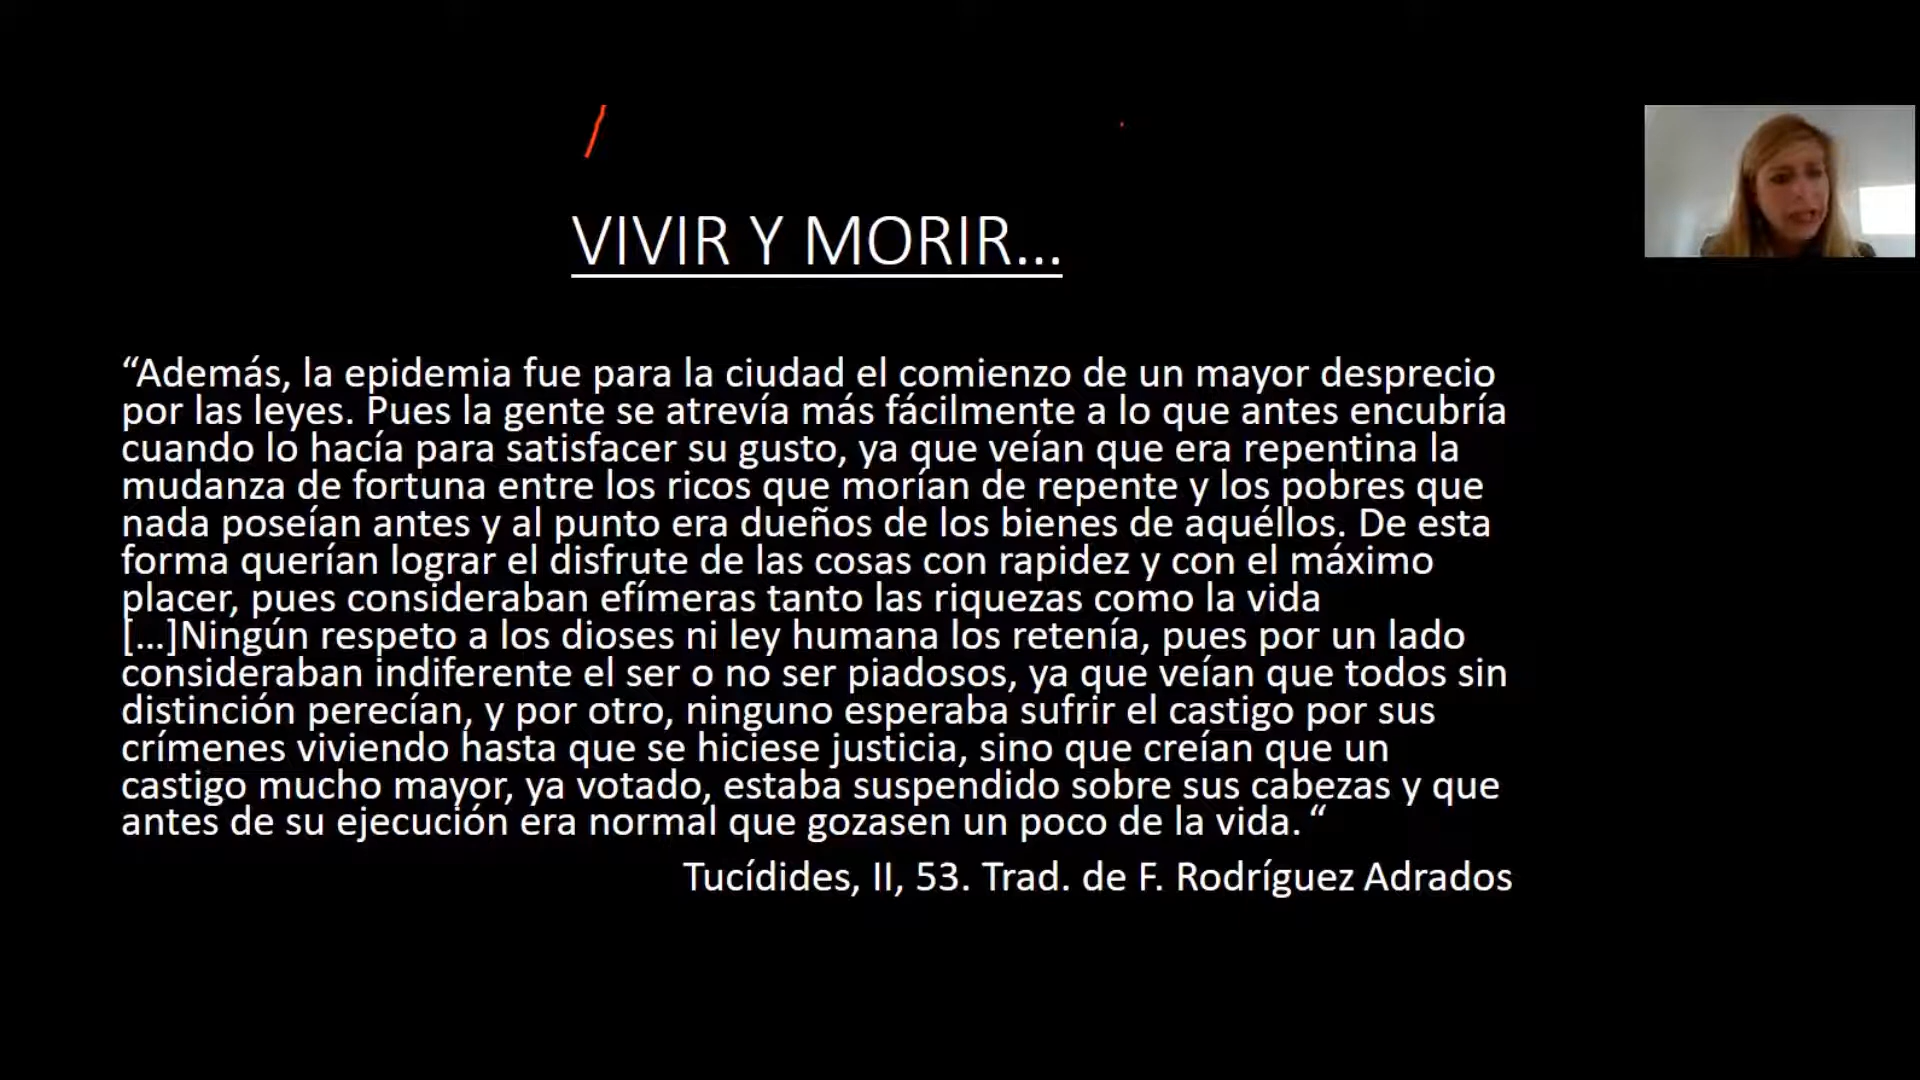 VIVIR Y MORIR...
“Además, la epidemia fue para la ciudad el comienzo de un mayor desprecio
por las leyes. Pues la gente se atrevía más fácilmente a lo que antes encubría
cuando lo hacía para satisfacer su gusto, ya que veían que era repentina la
mudanza de fortuna entre los ricos que morían de repente y los pobres que
nada poseían antes y al punto era dueños de los bienes de aquéllos. De esta
forma querían lograr el disfrute de las cosas con rapidez y con el máximo
placer, pues consideraban efímeras tanto las riquezas como la vida
[...]Ningún respeto a los dioses ni ley humana los retenía, pues por un lado
consideraban indiferente el ser o no ser piadosos, ya que veían que todos sin
distinción perecían, y por otro, ninguno esperaba sufrir el castigo por sus
crímenes viviendo hasta que se hiciese justicia, sino que creían que un
castigo mucho mayor, ya votado, estaba suspendido sobre sus cabezas y que
antes de su ejecución era normal que gozasen un poco de la vida. “
Tucídides, II, 53. Trad. de F. Rodríguez Adrados